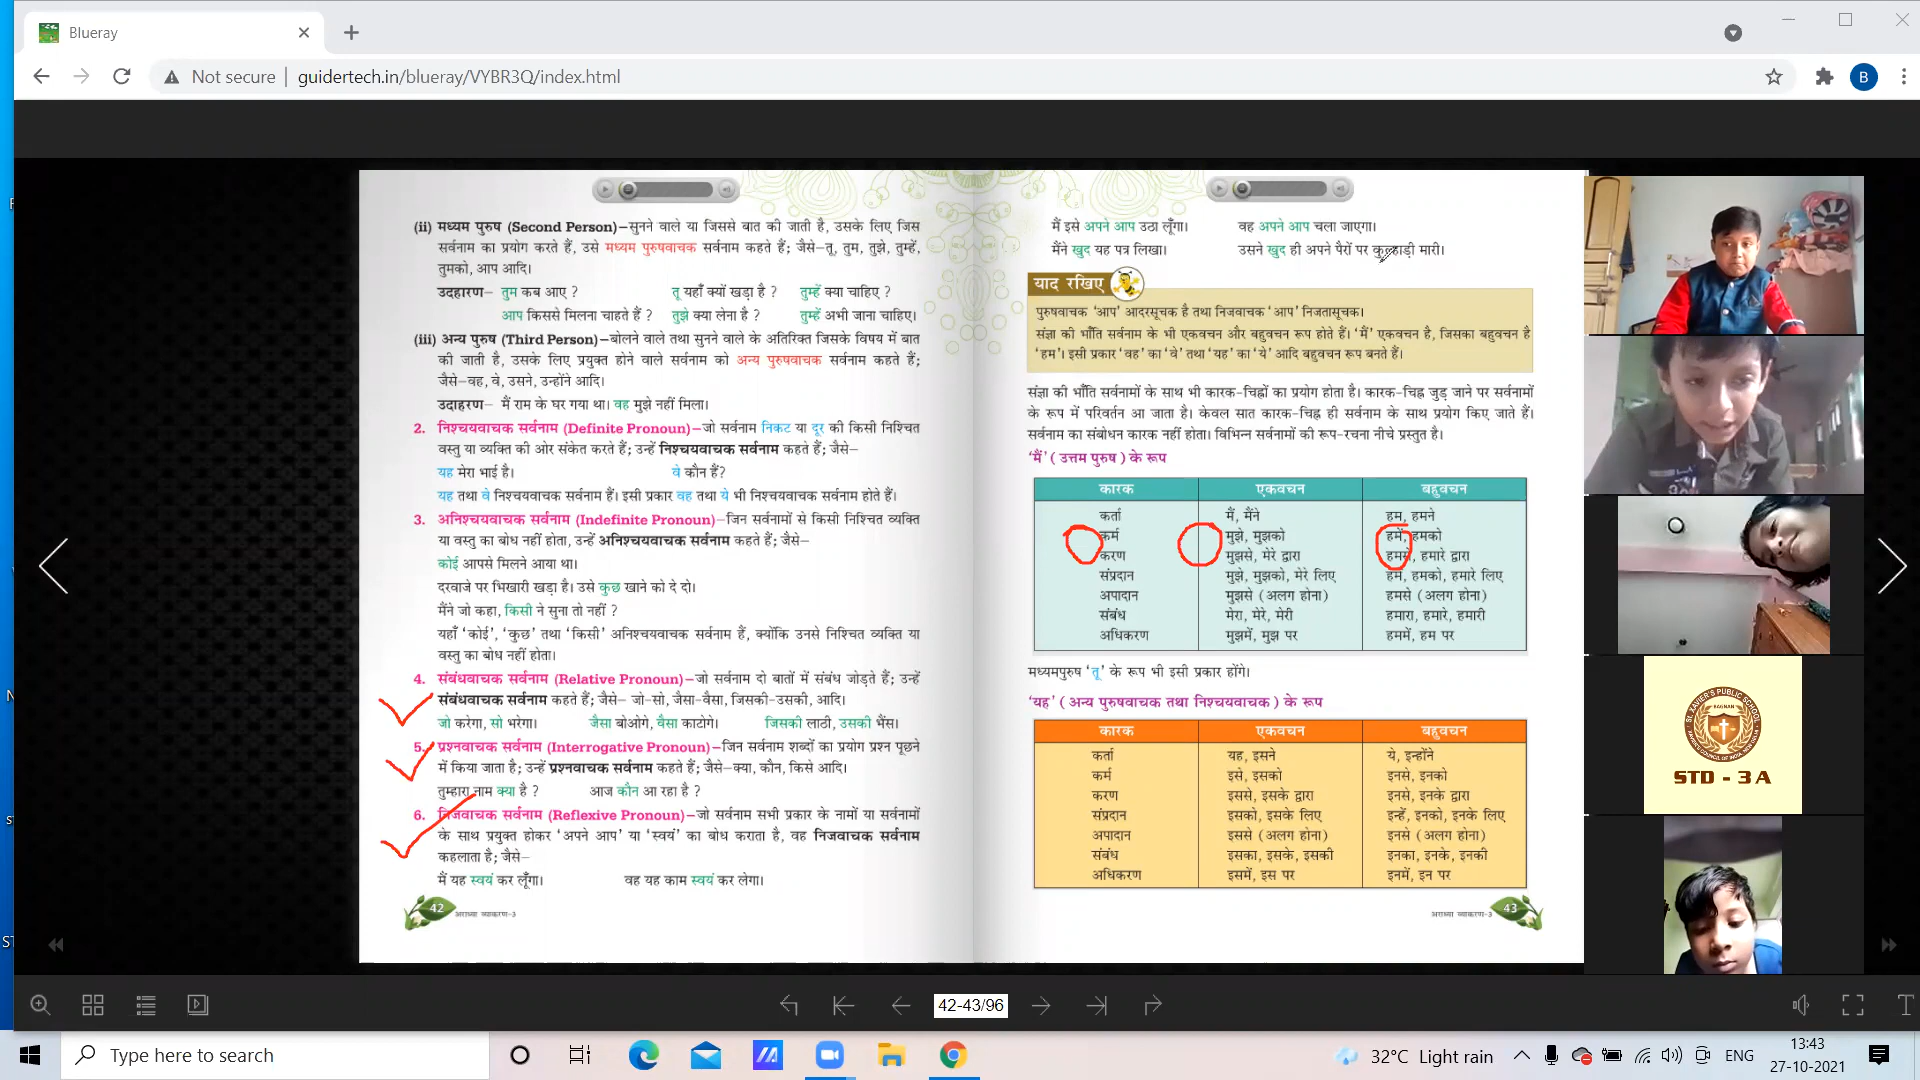 Blueray
Not secure | guidertech.in/blueray/VYBR3Q/index.html
B
(ii) मध्यम पुरुष (Second Person)–सुनने वाले या जिससे बात की जाती है, उसके लिए जिस
सर्वनाम का प्रयोग करते हैं, उसे मध्यम पुरुषवाचक सर्वनाम कहते हैं; जैसे–तू, तुम, तुझे, तुम्हें,
तुमको, आप आदि।
उदहारण– तुम कब आए ? तू यहाँ क्यों खड़ा है ? तुम्हें क्या चाहिए ?
आप किससे मिलना चाहते हैं ? तुझे क्या लेना है ? तुम्हें अभी जाना चाहिए।
(iii) अन्य पुरुष (Third Person)–बोलने वाले तथा सुनने वाले के अतिरिक्त जिसके विषय में बात
की जाती है, उसके लिए प्रयुक्त होने वाले सर्वनाम को अन्य पुरुषवाचक सर्वनाम कहते हैं;
जैसे–वह, वे, उसने, उन्होंने आदि।
उदाहरण– मैं राम के घर गया था। वह मुझे नहीं मिला।
2. निश्चयवाचक सर्वनाम (Definite Pronoun)–जो सर्वनाम निकट या दूर की किसी निश्चित
वस्तु या व्यक्ति की ओर संकेत करते हैं; उन्हें निश्चयवाचक सर्वनाम कहते हैं; जैसे–
यह मेरा भाई है। वे कौन हैं?
यह तथा वे निश्चयवाचक सर्वनाम हैं। इसी प्रकार वह तथा ये भी निश्चयवाचक सर्वनाम होते हैं।
3. अनिश्चयवाचक सर्वनाम (Indefinite Pronoun)–जिन सर्वनामों से किसी निश्चित व्यक्ति
या वस्तु का बोध नहीं होता, उन्हें अनिश्चयवाचक सर्वनाम कहते हैं; जैसे–
कोई आपसे मिलने आया था।
दरवाजे पर भिखारी खड़ा है। उसे कुछ खाने को दे दो।
मैंने जो कहा, किसी ने सुना तो नहीं ?
यहाँ 'कोई', 'कुछ' तथा 'किसी' अनिश्चयवाचक सर्वनाम हैं, क्योंकि उनसे निश्चित व्यक्ति या
वस्तु का बोध नहीं होता।
4. संबंधवाचक सर्वनाम (Relative Pronoun)–जो सर्वनाम दो बातों में संबंध जोड़ते हैं; उन्हें
संबंधवाचक सर्वनाम कहते हैं; जैसे– जो-सो, जैसा-वैसा, जिसकी-उसकी, आदि।
जो करेगा, सो भरेगा। जैसा बोओगे, वैसा काटोगे। जिसकी लाठी, उसकी भैंस।
5. प्रश्नवाचक सर्वनाम (Interrogative Pronoun)–जिन सर्वनाम शब्दों का प्रयोग प्रश्न पूछने
में किया जाता है; उन्हें प्रश्नवाचक सर्वनाम कहते हैं; जैसे–क्या, कौन, किसे आदि।
तुम्हारा नाम क्या है ? आज कौन आ रहा है ?
6. निजवाचक सर्वनाम (Reflexive Pronoun)–जो सर्वनाम सभी प्रकार के नामों या सर्वनामों
के साथ प्रयुक्त होकर 'अपने आप' या 'स्वयं' का बोध कराता है, वह निजवाचक सर्वनाम
कहलाता है; जैसे–
मैं यह स्वयं कर लूँगा। वह यह काम स्वयं कर लेगा।
42 अराध्या व्याकरण-3
मैं इसे अपने आप उठा लूँगा। वह अपने आप चला जाएगा।
मैंने खुद यह पत्र लिखा। उसने खुद ही अपने पैरों पर कुल्हाड़ी मारी।
याद रखिए
पुरुषवाचक 'आप' आदरसूचक है तथा निजवाचक 'आप' निजतासूचक।
संज्ञा की भाँति सर्वनाम के भी एकवचन और बहुवचन रूप होते हैं। 'मैं' एकवचन है, जिसका बहुवचन है
'हम'। इसी प्रकार 'वह' का 'वे' तथा 'यह' का 'ये' आदि बहुवचन रूप बनते हैं।
संज्ञा की भाँति सर्वनामों के साथ भी कारक-चिह्नों का प्रयोग होता है। कारक-चिह्न जुड़ जाने पर सर्वनामों
के रूप में परिवर्तन आ जाता है। केवल सात कारक-चिह्न ही सर्वनाम के साथ प्रयोग किए जाते हैं।
सर्वनाम का संबोधन कारक नहीं होता। विभिन्न सर्वनामों की रूप-रचना नीचे प्रस्तुत है।
'मैं' ( उत्तम पुरुष ) के रूप
कारक एकवचन बहुवचन
कर्ता मैं, मैंने हम, हमने
कर्म मुझे, मुझको हमें, हमको
करण मुझसे, मेरे द्वारा हमसे, हमारे द्वारा
संप्रदान मुझे, मुझको, मेरे लिए हम, हमको, हमारे लिए
अपादान मुझसे (अलग होना) हमसे (अलग होना)
संबंध मेरा, मेरे, मेरी हमारा, हमारे, हमारी
अधिकरण मुझमें, मुझ पर हममें, हम पर
मध्यमपुरुष 'तू' के रूप भी इसी प्रकार होंगे।
'यह' ( अन्य पुरुषवाचक तथा निश्चयवाचक ) के रूप
कारक एकवचन बहुवचन
कर्ता यह, इसने ये, इन्होंने
कर्म इसे, इसको इनसे, इनको
करण इससे, इसके द्वारा इनसे, इनके द्वारा
संप्रदान इसको, इसके लिए इन्हें, इनको, इनके लिए
अपादान इससे (अलग होना) इनसे (अलग होना)
संबंध इसका, इसके, इसकी इनका, इनके, इनकी
अधिकरण इसमें, इस पर इनमें, इन पर
अराध्या व्याकरण-3 43
ST. XAVIER'S PUBLIC SCHOOL
BAGNAN
STD - 3 A
42-43/96
Type here to search
32°C Light rain
ENG
13:43
27-10-2021